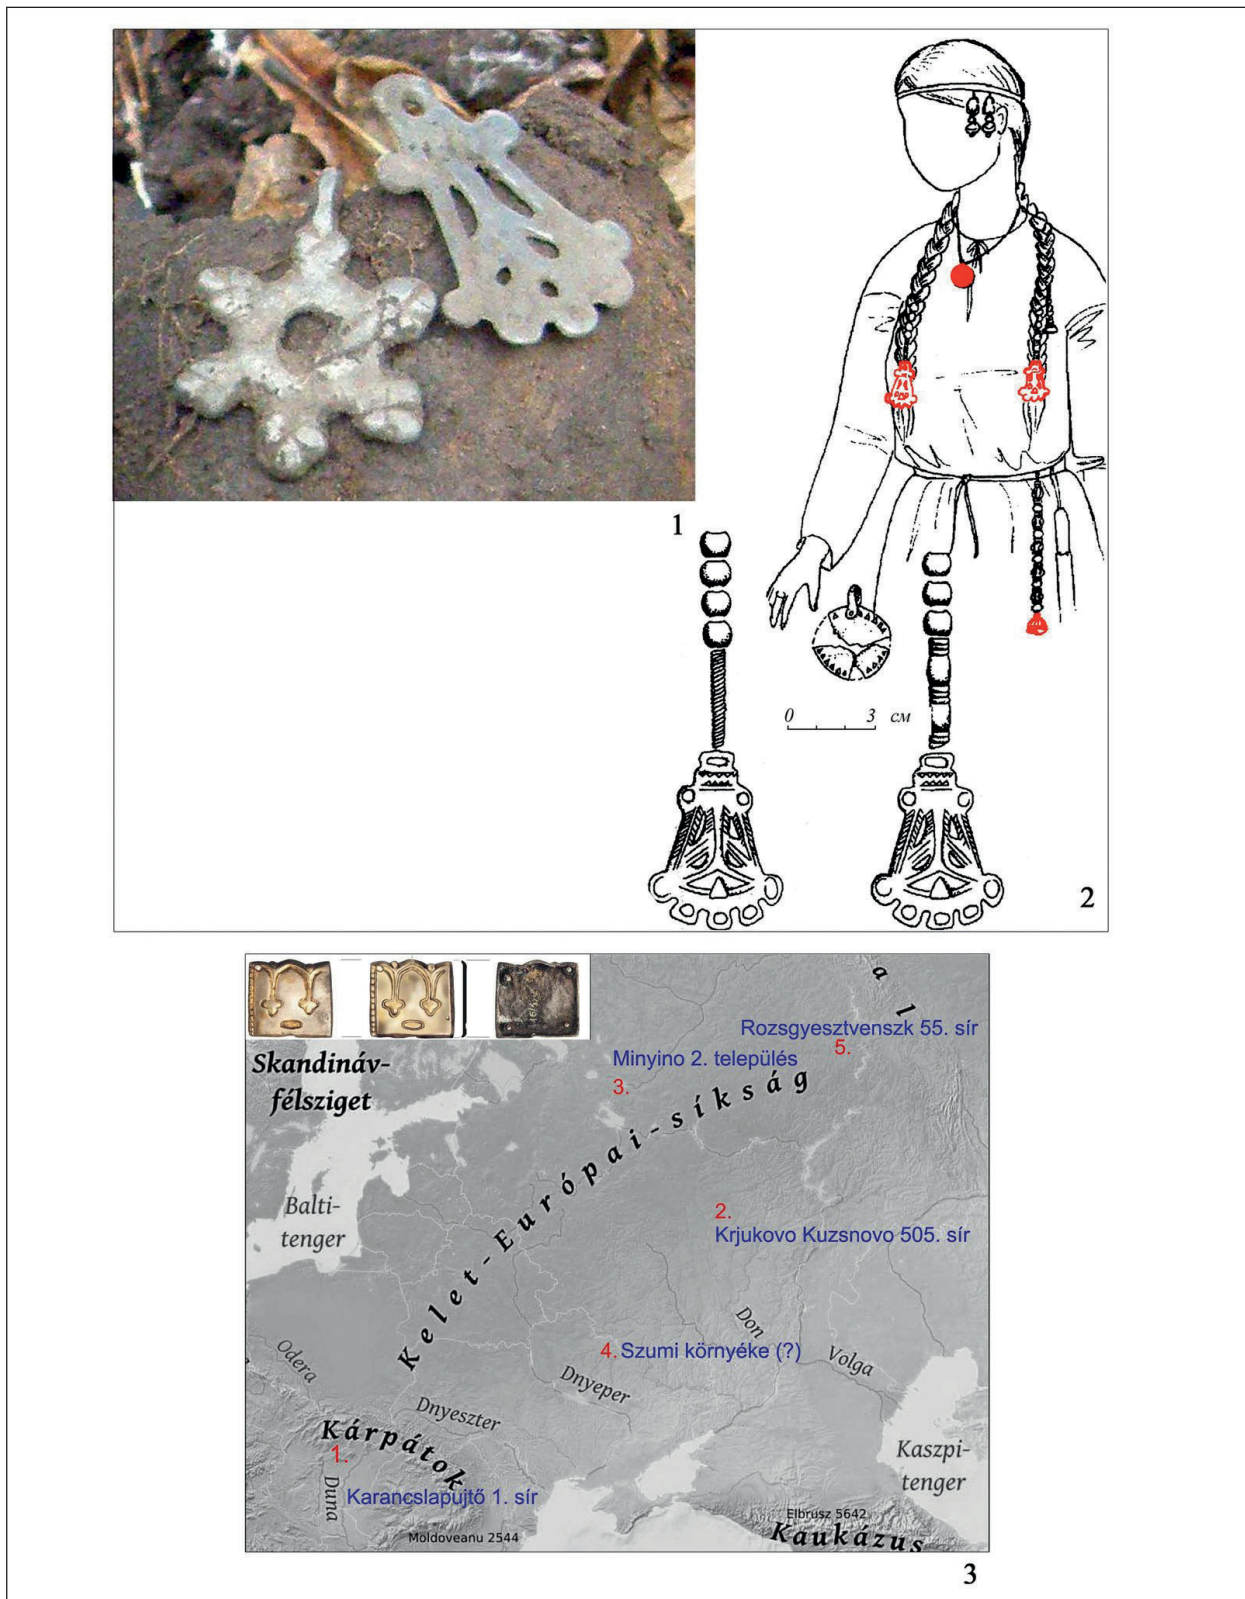 1
0 3 см
2
а l
Rozsgyesztvenszk 55. sír
5.
Minyino 2. település
3.
Skandináv-
félsziget
Kelet-Európai-síkság
Balti-
tenger
2.
Krjukovo Kuzsnovo 505. sír
Don
4. Szumi környéke (?)
Volga
Odera
Dnyeper
Dnyeszter
Kárpátok
1.
Duna
Kaszpi-
tenger
Karancslapujtő 1. sír
Elbrusz 5642
Moldoveanu 2544
Kaukázus
3